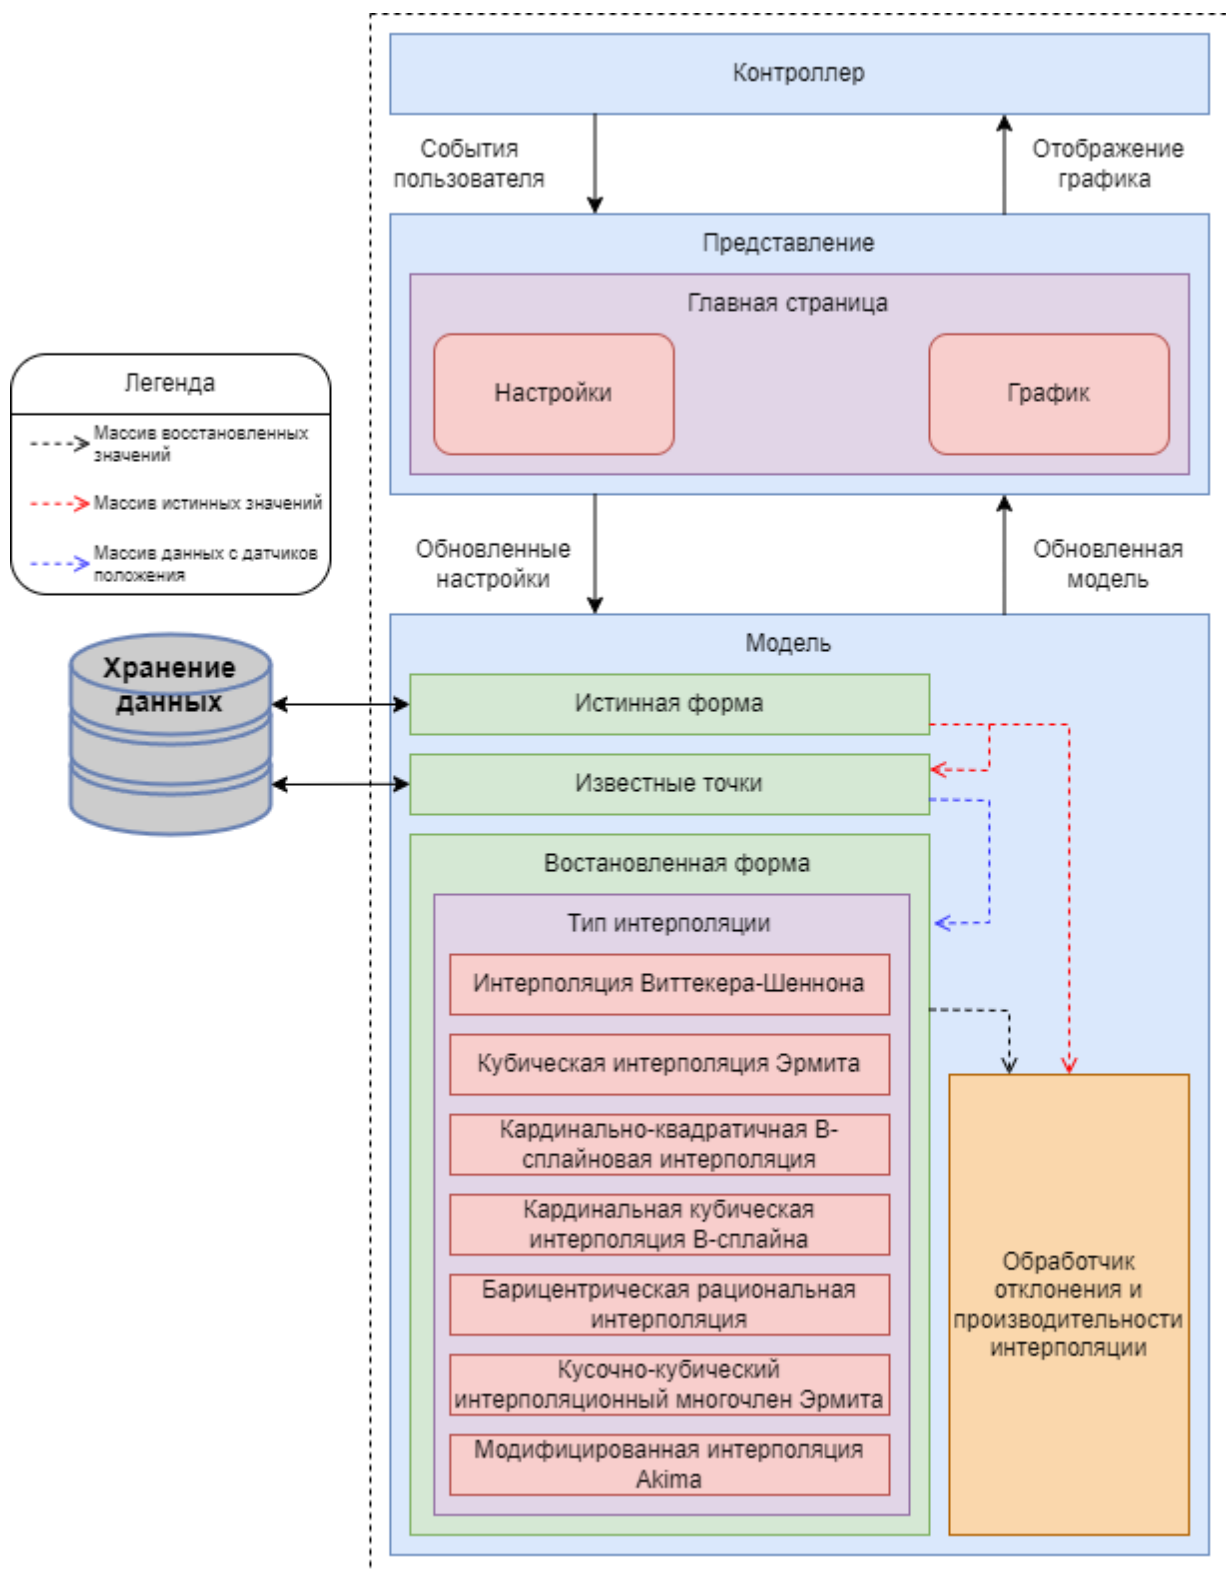 Контроллер
События
пользователя
Отображение
графика
Представление
Главная страница
Настройки
График
Легенда
Массив восстановленных
значений
Массив истинных значений
Массив данных с датчиков
положения
Обновленные
настройки
Обновленная
модель
Хранение
данных
Модель
Истинная форма
Известные точки
Востановленная форма
Тип интерполяции
Интерполяция Виттекера-Шеннона
Кубическая интерполяция Эрмита
Кардинально-квадратичная B-
сплайновая интерполяция
Кардинальная кубическая
интерполяция B-сплайна
Барицентрическая рациональная
интерполяция
Кусочно-кубический
интерполяционный многочлен Эрмита
Модифицированная интерполяция
Akima
Обработчик
отклонения и
производительности
интерполяции